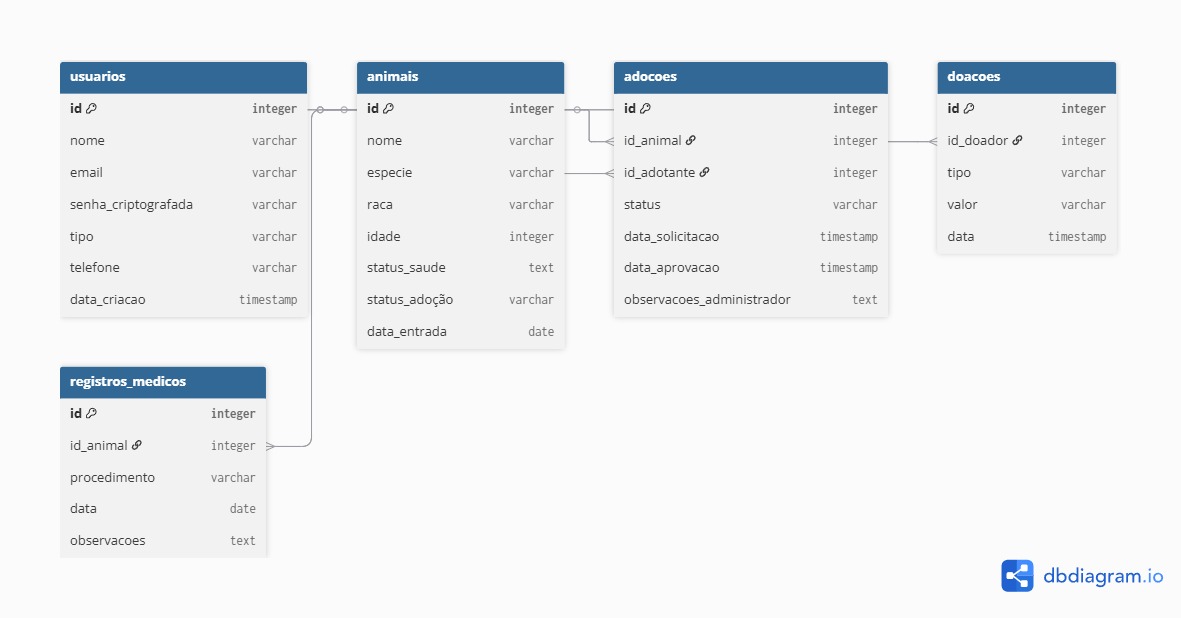 usuarios
id integer
nome varchar
email varchar
senha_criptografada varchar
tipo varchar
telefone varchar
data_criacao timestamp
animais
id integer
nome varchar
especie varchar
raca varchar
idade integer
status_saude text
status_adoção varchar
data_entrada date
adocoes
id integer
id_animal integer
id_adotante integer
status varchar
data_solicitacao timestamp
data_aprovacao timestamp
observacoes_administrador text
doacoes
id integer
id_doador integer
tipo varchar
valor varchar
data timestamp
registros_medicos
id integer
id_animal integer
procedimento varchar
data date
observacoes text
dbdiagram.io